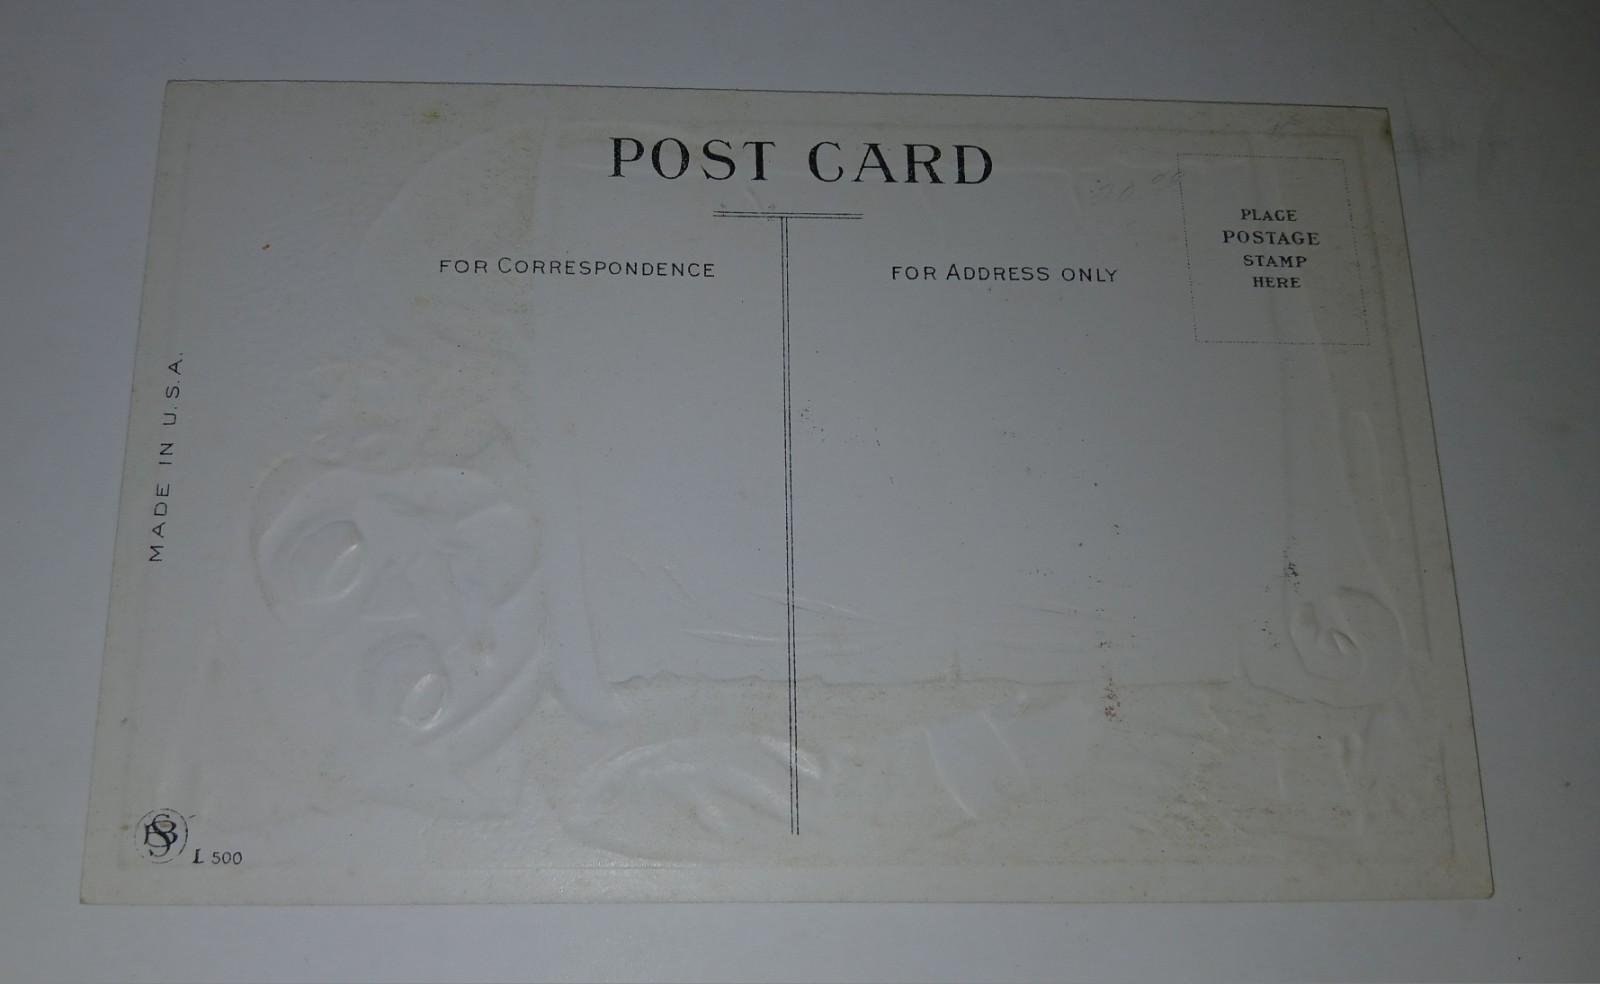 POST CARD
FOR CORRESPONDENCE
FOR ADDRESS ONLY
PLACE
POSTAGE
STAMP
HERE
MADE IN U.S.A.
L 500